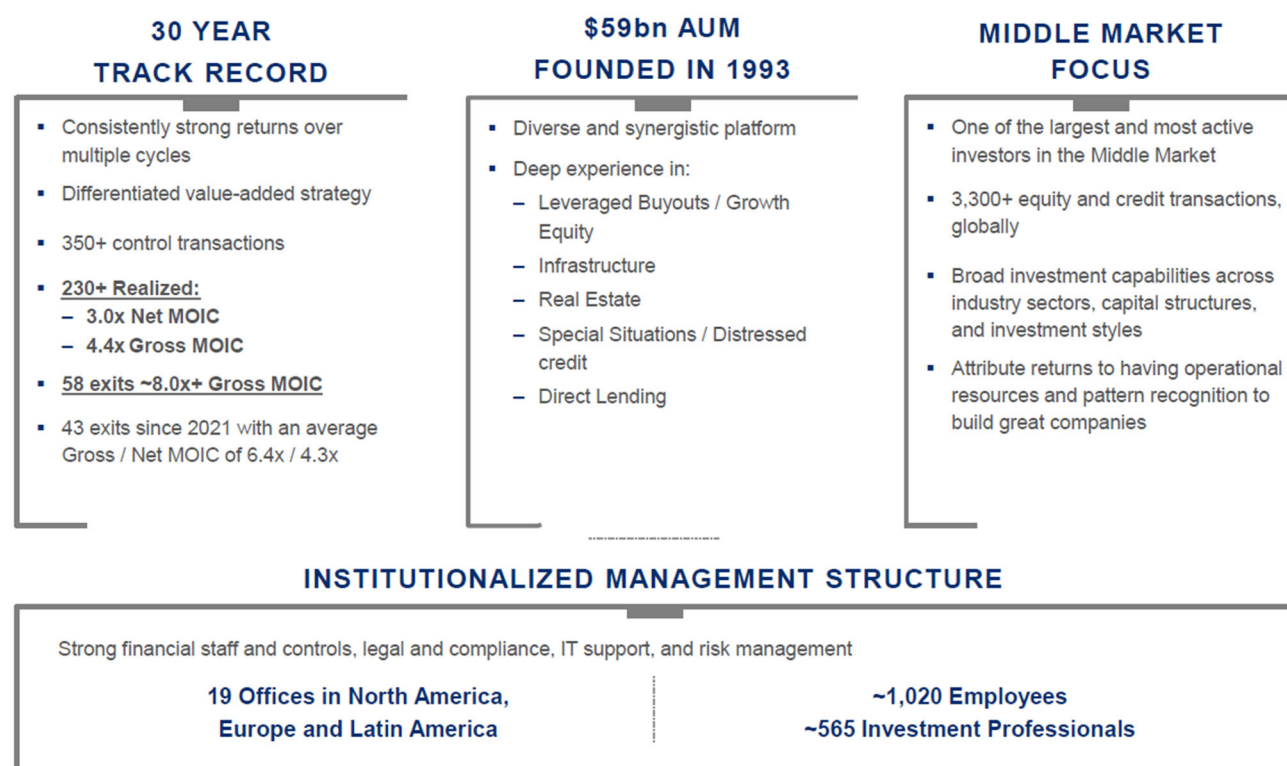 30 YEAR
TRACK RECORD
▪ Consistently strong returns over
multiple cycles
▪ Differentiated value-added strategy
▪ 350+ control transactions
▪ 230+ Realized:
– 3.0x Net MOIC
– 4.4x Gross MOIC
▪ 58 exits ~8.0x+ Gross MOIC
▪ 43 exits since 2021 with an average
Gross / Net MOIC of 6.4x / 4.3x
$59bn AUM
FOUNDED IN 1993
▪ Diverse and synergistic platform
▪ Deep experience in:
– Leveraged Buyouts / Growth
Equity
– Infrastructure
– Real Estate
– Special Situations / Distressed
credit
– Direct Lending
MIDDLE MARKET
FOCUS
▪ One of the largest and most active
investors in the Middle Market
▪ 3,300+ equity and credit transactions,
globally
▪ Broad investment capabilities across
industry sectors, capital structures,
and investment styles
▪ Attribute returns to having operational
resources and pattern recognition to
build great companies
INSTITUTIONALIZED MANAGEMENT STRUCTURE
Strong financial staff and controls, legal and compliance, IT support, and risk management
19 Offices in North America,
Europe and Latin America
~1,020 Employees
~565 Investment Professionals